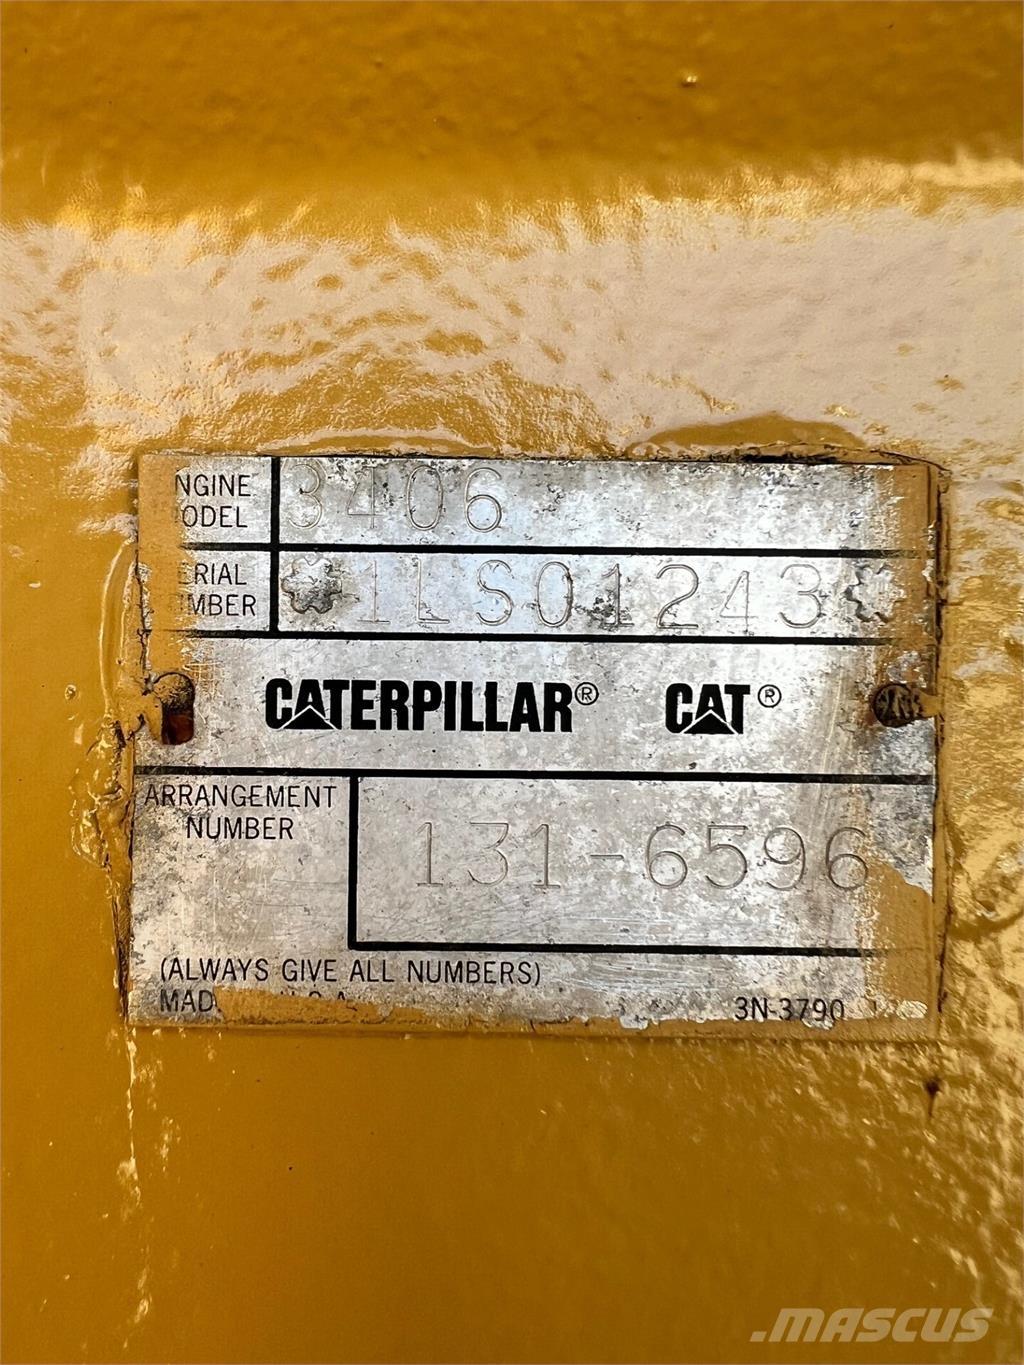 NGINE 3406
ODEL
ERIAL *1LS01243*
MBER
CATERPILLAR® CAT®
ARRANGEMENT
NUMBER
131-6596
(ALWAYS GIVE ALL NUMBERS)
MAD
3N-3790
.MASCUS